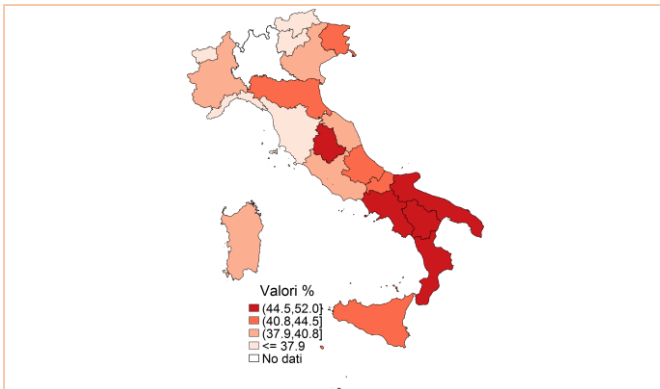 Valori %
(44.5,52.0]
(40.8,44.5]
(37.9,40.8]
<= 37.9
No dati